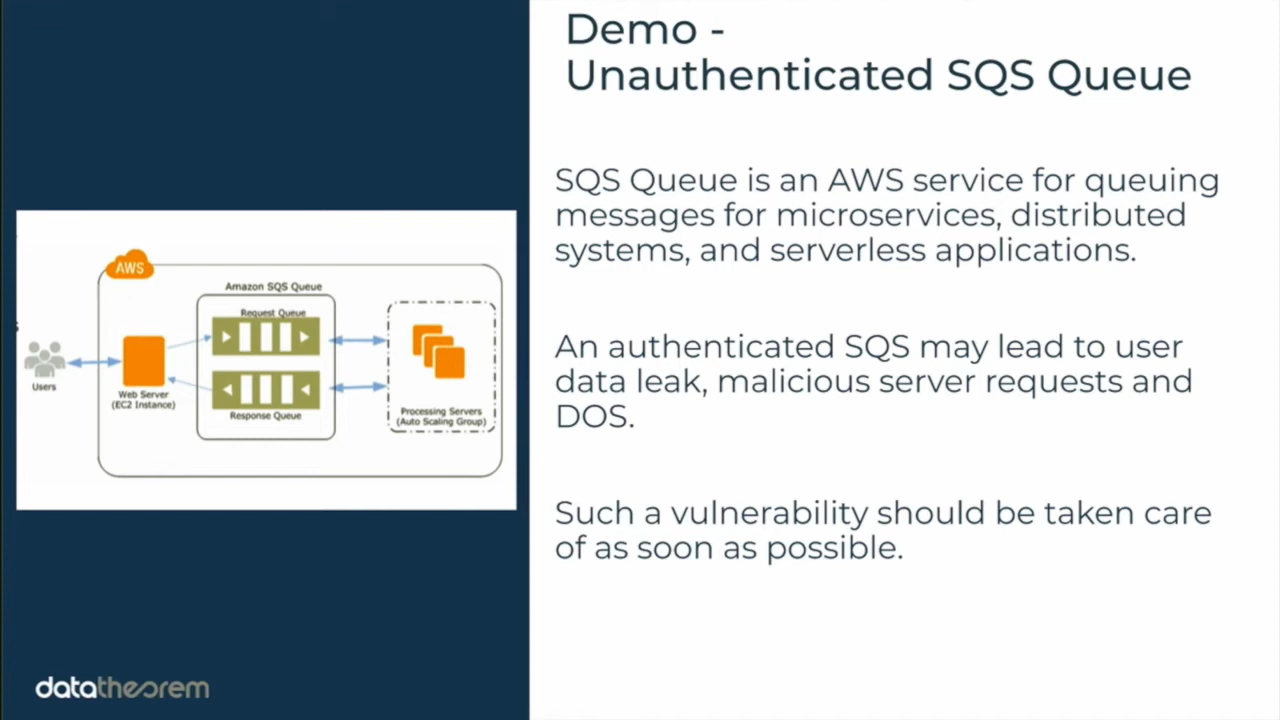 Demo -
Unauthenticated SQS Queue
SQS Queue is an AWS service for queuing
messages for microservices, distributed
systems, and serverless applications.
An authenticated SQS may lead to user
data leak, malicious server requests and
DOS.
Such a vulnerability should be taken care
of as soon as possible.
AWS
Amazon SQS Queue
Request Queue
Users
Web Server
(EC2 Instance)
Response Queue
Processing Servers
(Auto Scaling Group)
datatheorem